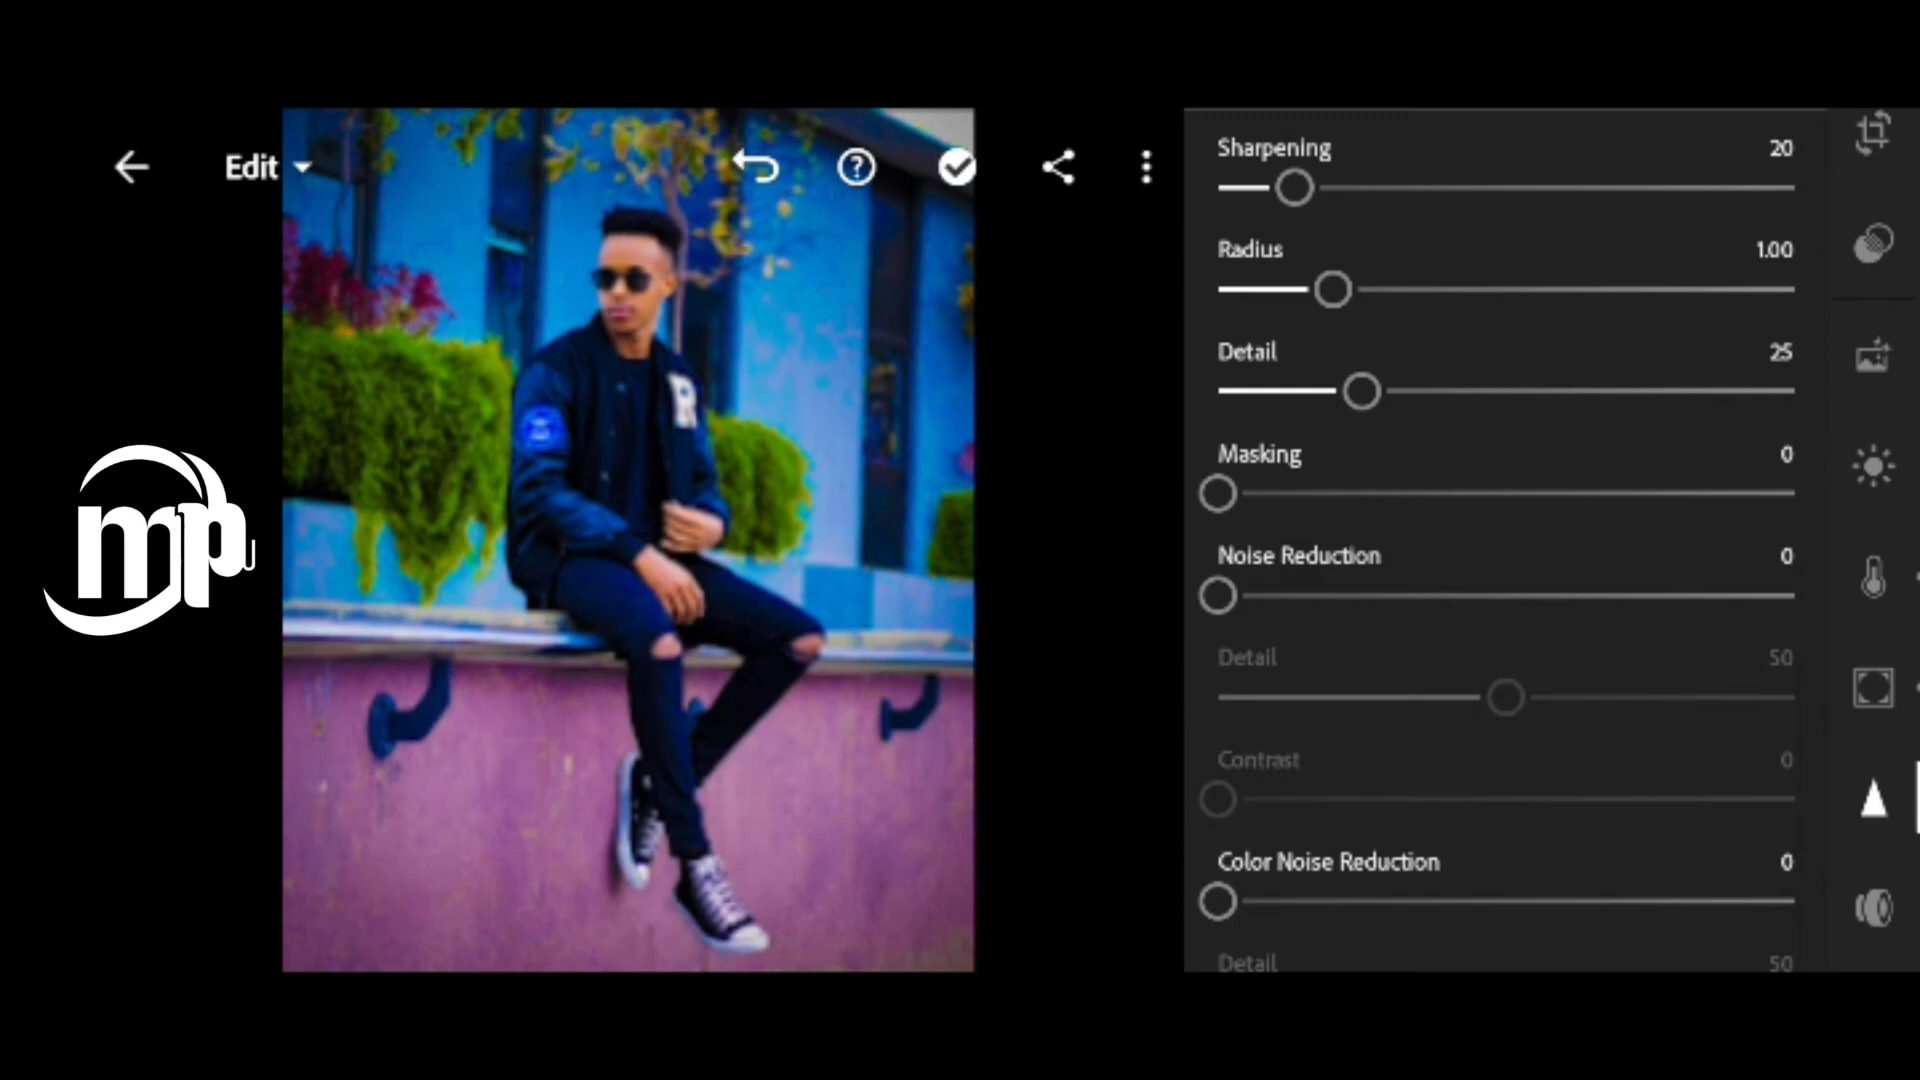 Edit
mp
R
Sharpening 20
Radius 1.00
Detail 25
Masking 0
Noise Reduction 0
Detail 50
Contrast 0
Color Noise Reduction 0
Detail 50